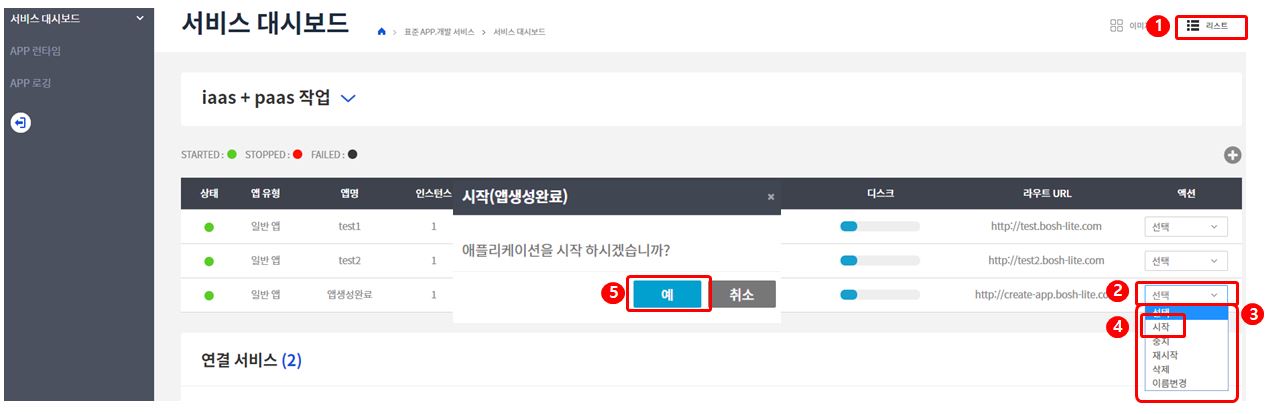 서비스 대시보드
APP 런타임
APP 로깅
서비스 대시보드
> 표준 APP.개발 서비스 > 서비스 대시보드
1
리스트
iaas + paas 작업
STARTED : STOPPED : FAILED :
상태 앱 유형 앱명 인스턴스 디스크 라우트 URL 액션
일반 앱 test1 1 http://test.bosh-lite.com 선택
일반 앱 test2 1 http://test2.bosh-lite.com 선택
일반 앱 앱생성완료 1 http://create-app.bosh-lite.co 2 선택
시작(앱생성완료)
애플리케이션을 시작 하시겠습니까?
5 예 취소
3
선택
4 시작
중지
재시작
삭제
이름변경
연결 서비스 (2)